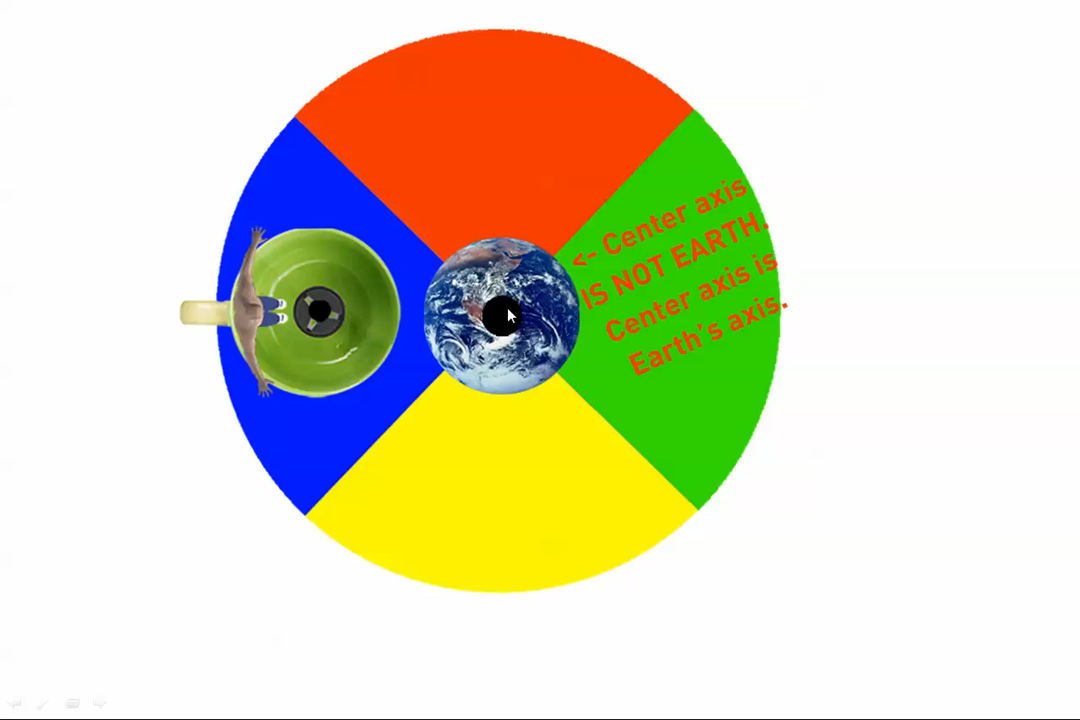 <- Center axis
IS NOT EARTH.
Center axis is
Earth's axis.